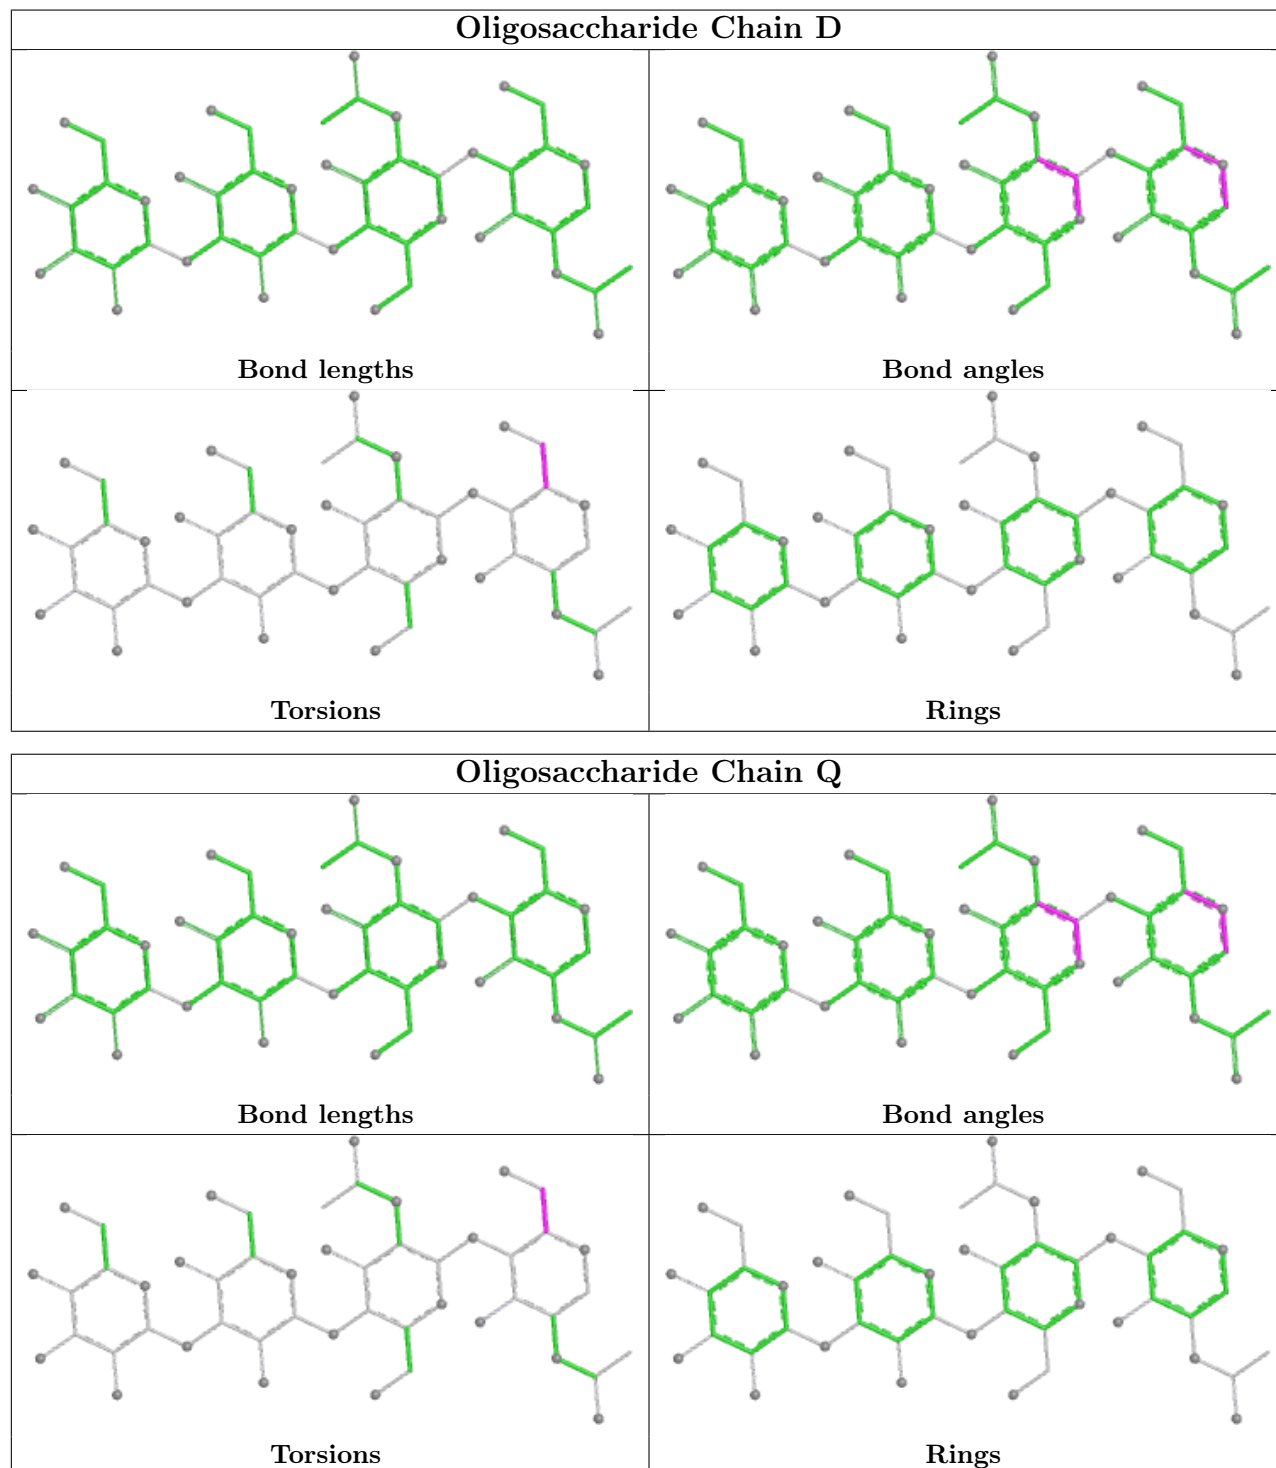 Oligosaccharide Chain D
Bond lengths
Bond angles
Torsions
Rings
Oligosaccharide Chain Q
Bond lengths
Bond angles
Torsions
Rings